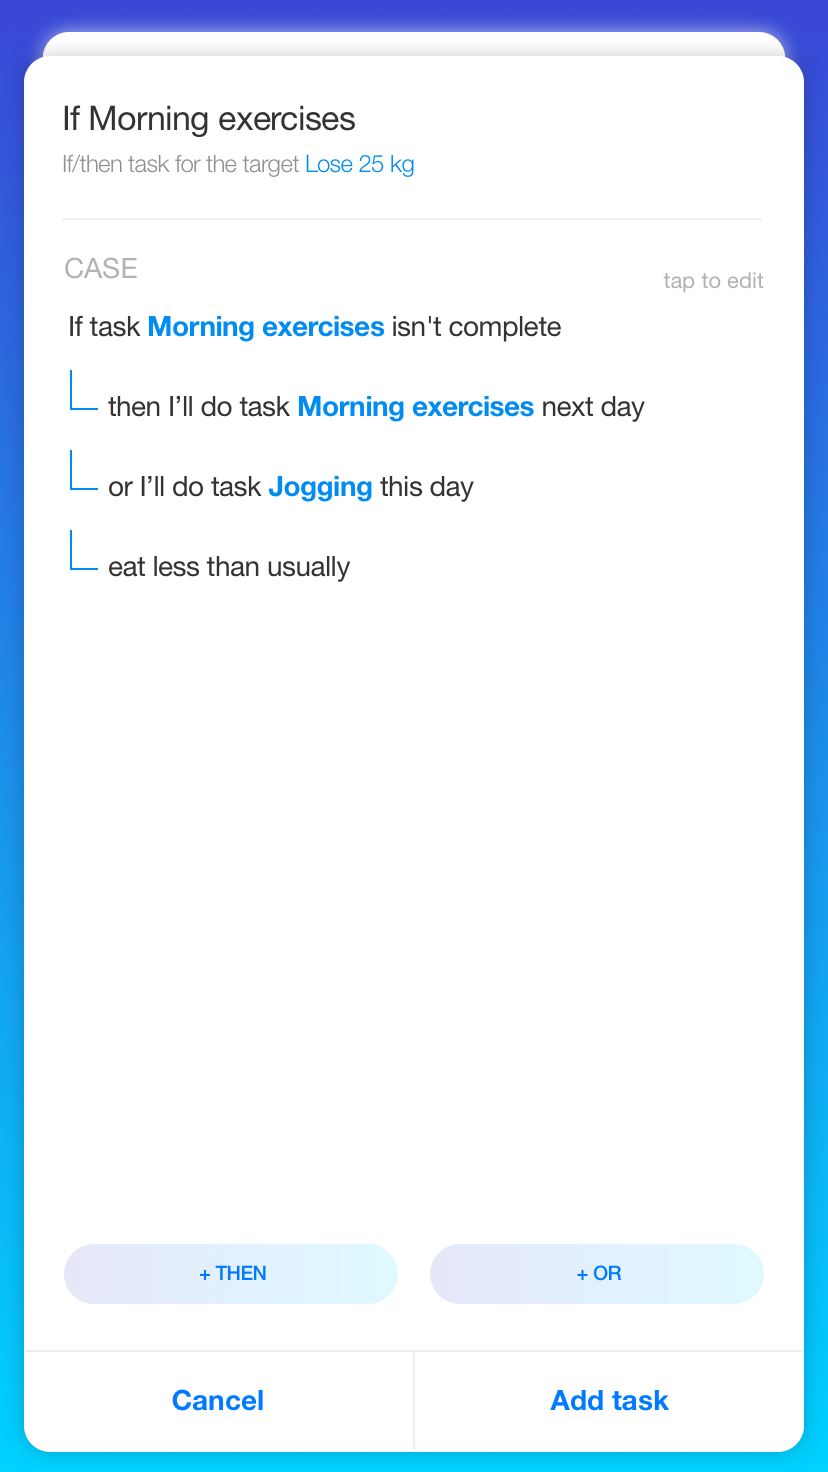 If Morning exercises
If/then task for the target Lose 25 kg
CASE
tap to edit
If task Morning exercises isn't complete
then I’ll do task Morning exercises next day
or I’ll do task Jogging this day
eat less than usually
+ THEN
+ OR
Cancel
Add task